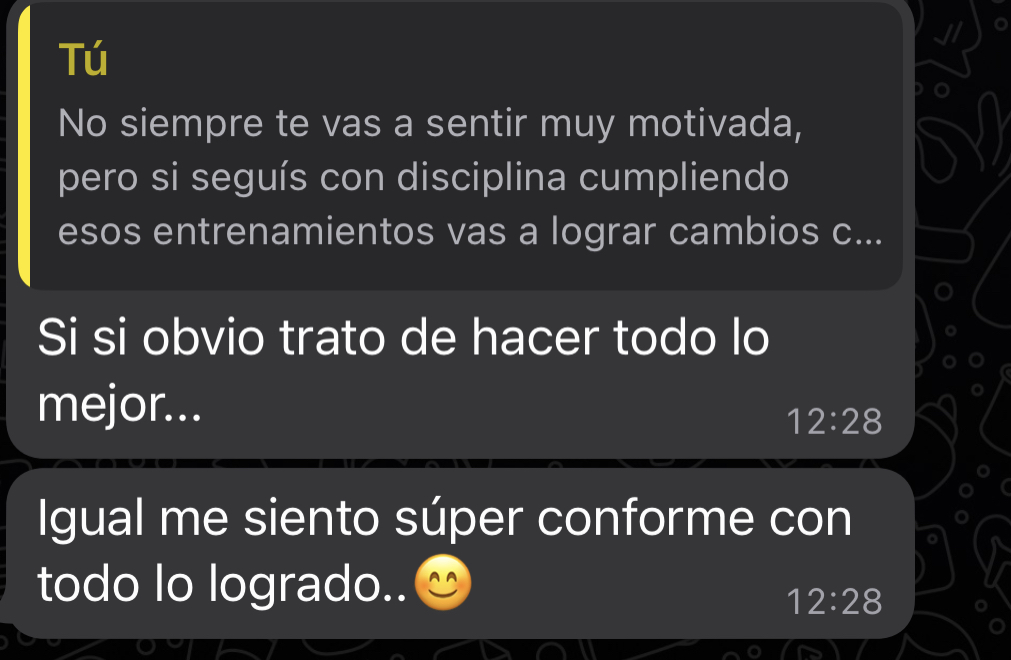 Tú
No siempre te vas a sentir muy motivada,
pero si seguís con disciplina cumpliendo
esos entrenamientos vas a lograr cambios c...
Si si obvio trato de hacer todo lo
mejor...
12:28
Igual me siento súper conforme con
todo lo logrado..😊
12:28